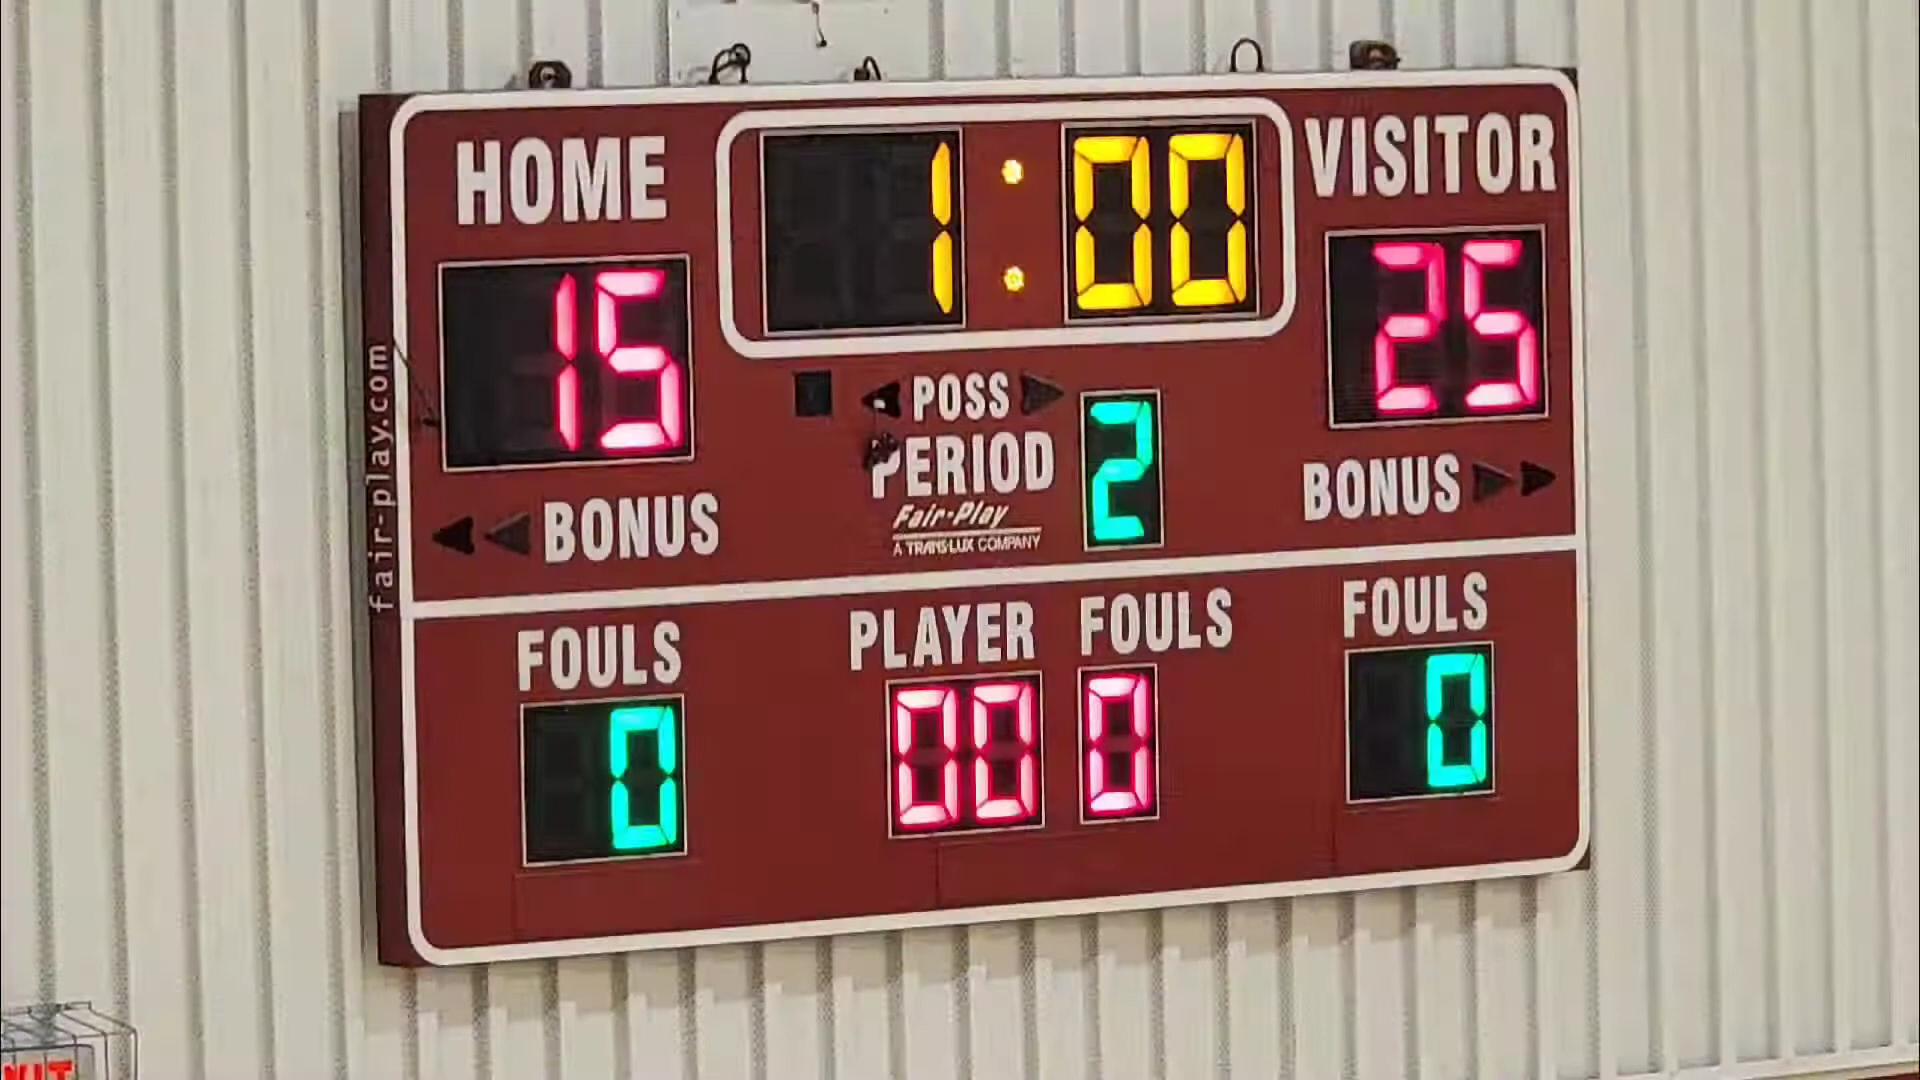 HOME
1:00
VISITOR
15
25
POSS
PERIOD
2
Fair-Play
A TRANS-LUX COMPANY
BONUS
BONUS
fair-play.com
FOULS
PLAYER
FOULS
FOULS
0
00
0
0